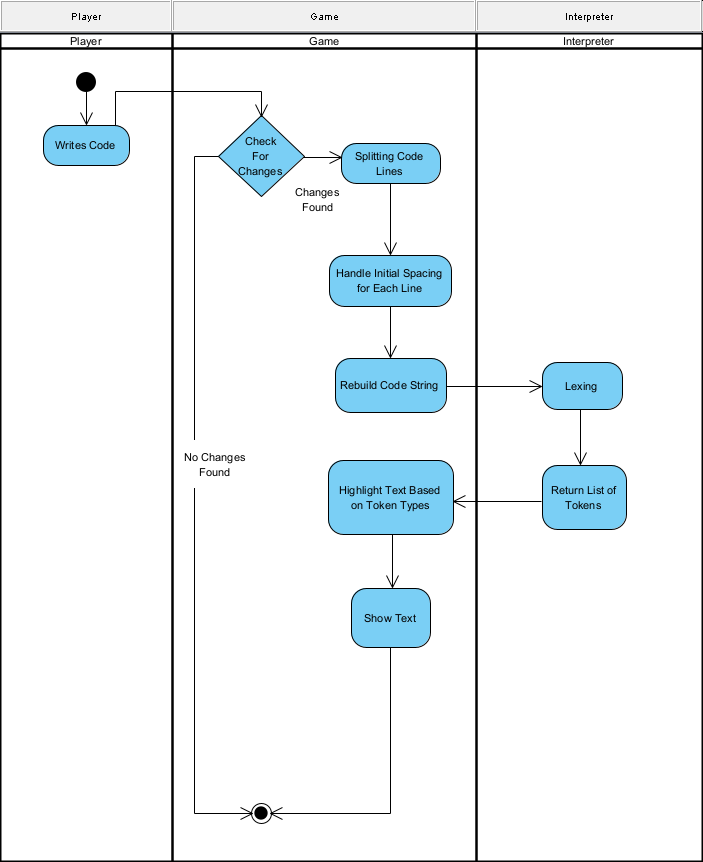 Player
Game
Interpreter
Player
Game
Interpreter
Writes Code
Check
For
Changes
Splitting Code
Lines
Changes
Found
Handle Initial Spacing
for Each Line
Rebuild Code String
Lexing
No Changes
Found
Highlight Text Based
on Token Types
Return List of
Tokens
Show Text